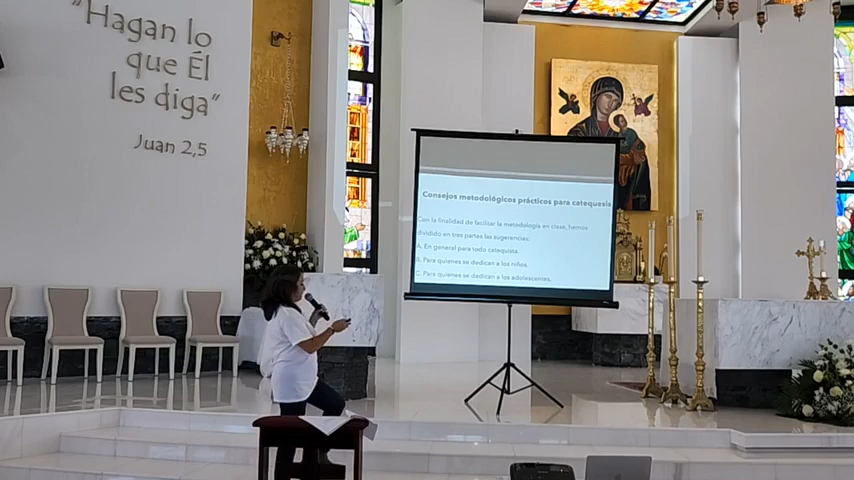 "Hagan lo
que Él
les diga"
Juan 2,5
Consejos metodológicos prácticos para catequesis
Con la finalidad de facilitar la metodología en clase, hemos
dividido en tres partes las sugerencias:
A. En general para todo catequista.
B. Para quienes se dedican a los niños.
C. Para quienes se dedican a los adolescentes.